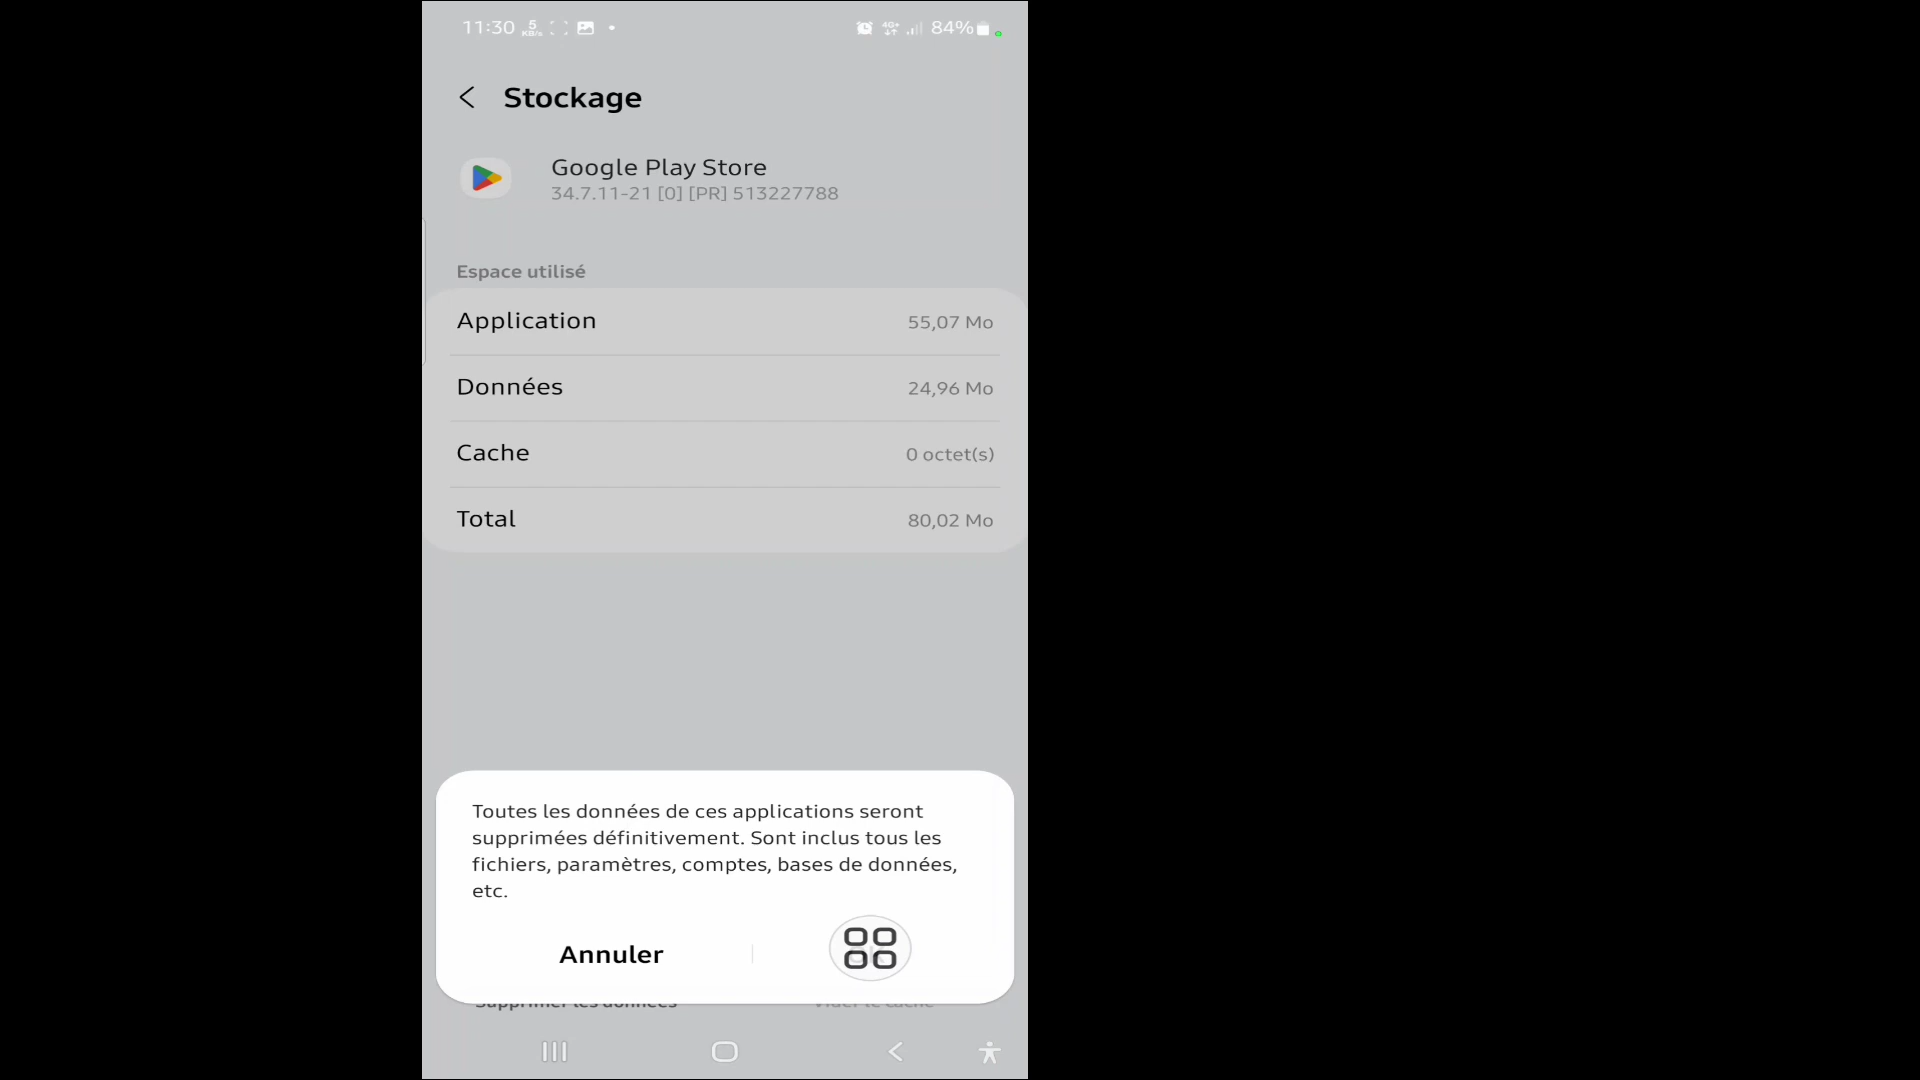 11:30 5 KB/s 4G+ 84%
Stockage
Google Play Store
34.7.11-21 [0] [PR] 513227788
Espace utilisé
Application 55,07 Mo
Données 24,96 Mo
Cache 0 octet(s)
Total 80,02 Mo
Toutes les données de ces applications seront
supprimées définitivement. Sont inclus tous les
fichiers, paramètres, comptes, bases de données,
etc.
Annuler
Supprimer les données Vider le cache